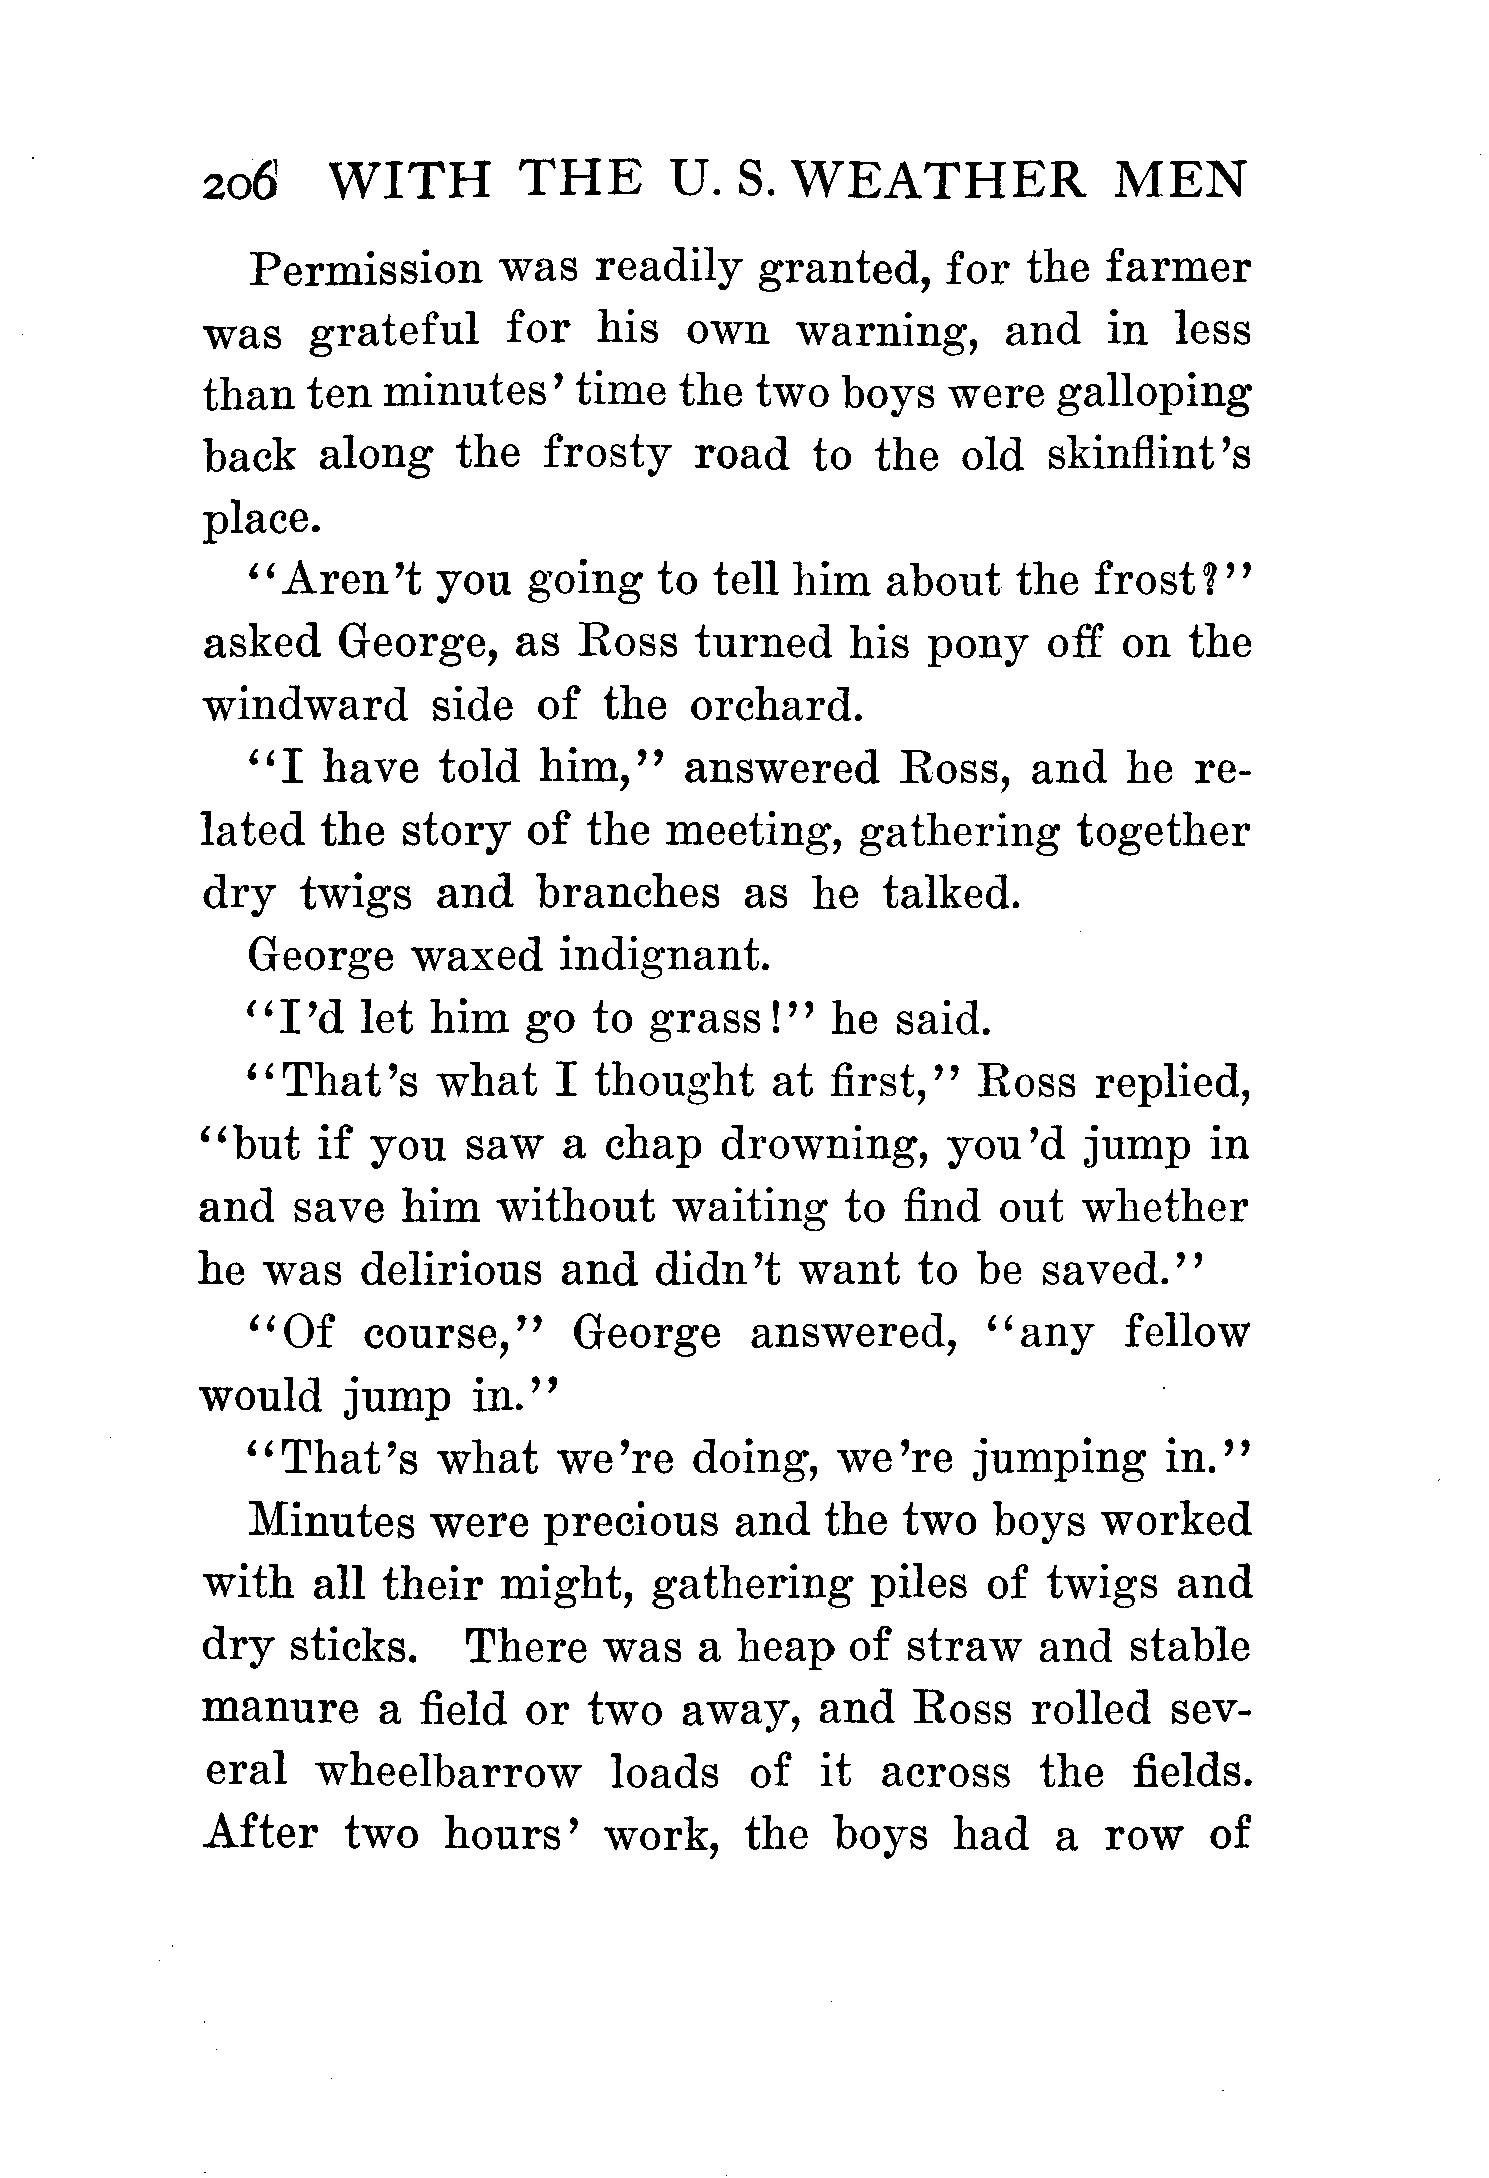 206 WITH THE U. S. WEATHER MEN
Permission was readily granted, for the farmer
was grateful for his own warning, and in less
than ten minutes' time the two boys were galloping
back along the frosty road to the old skinflint's
place.
"Aren't you going to tell him about the frost?"
asked George, as Ross turned his pony off on the
windward side of the orchard.
"I have told him," answered Ross, and he re-
lated the story of the meeting, gathering together
dry twigs and branches as he talked.
George waxed indignant.
"I'd let him go to grass!" he said.
"That's what I thought at first," Ross replied,
"but if you saw a chap drowning, you'd jump in
and save him without waiting to find out whether
he was delirious and didn't want to be saved."
"Of course," George answered, "any fellow
would jump in."
"That's what we're doing, we're jumping in."
Minutes were precious and the two boys worked
with all their might, gathering piles of twigs and
dry sticks. There was a heap of straw and stable
manure a field or two away, and Ross rolled sev-
eral wheelbarrow loads of it across the fields.
After two hours' work, the boys had a row of